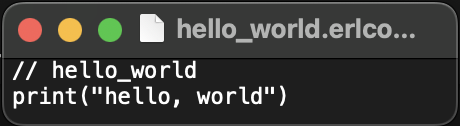 hello_world.erlco...
// hello_world
print("hello, world")